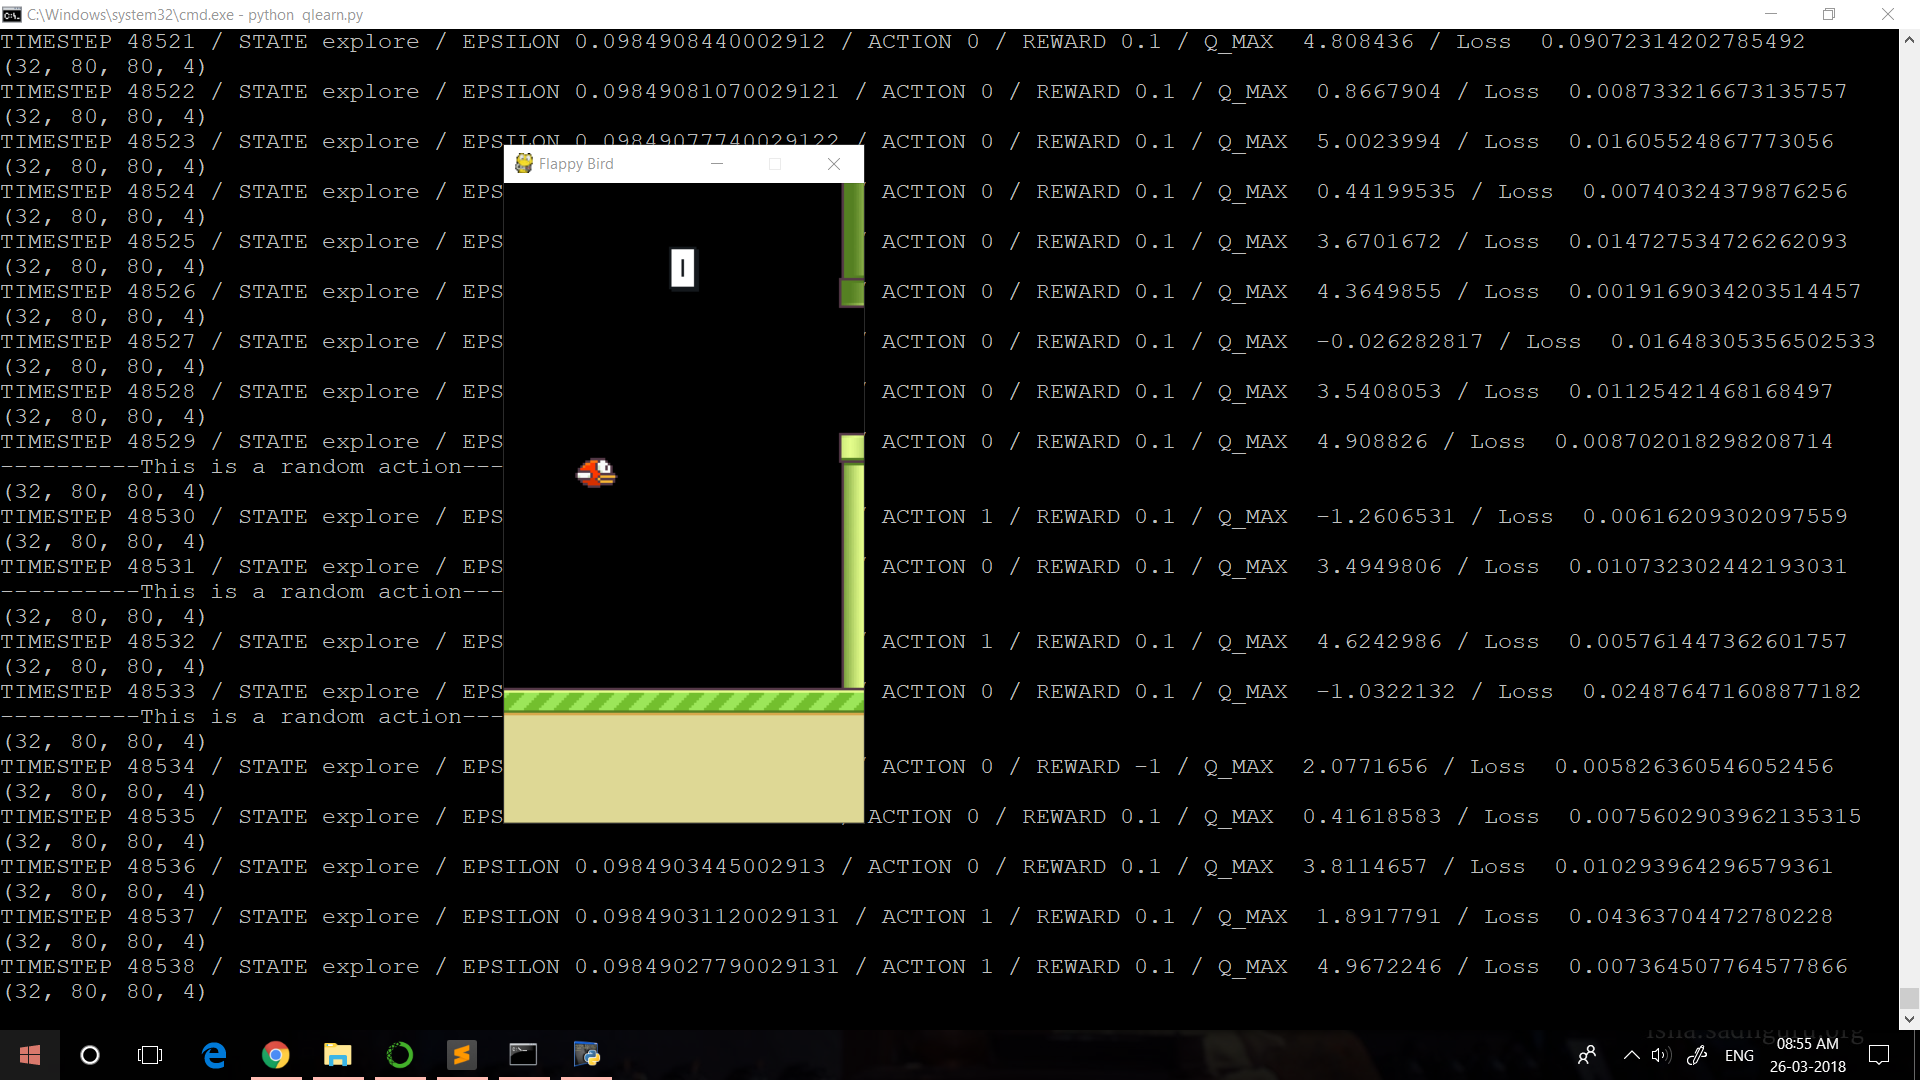 C:\Windows\system32\cmd.exe - python  qlearn.py
TIMESTEP 48521 / STATE explore / EPSILON 0.0984908440002912 / ACTION 0 / REWARD 0.1 / Q_MAX  4.808436 / Loss  0.09072314202785492
(32, 80, 80, 4)
TIMESTEP 48522 / STATE explore / EPSILON 0.09849081070029121 / ACTION 0 / REWARD 0.1 / Q_MAX  0.8667904 / Loss  0.008733216673135757
(32, 80, 80, 4)
TIMESTEP 48523 / STATE explore / EPSILON 0.09849077740029122 / ACTION 0 / REWARD 0.1 / Q_MAX  5.0023994 / Loss  0.01605524867773056
(32, 80, 80, 4)
Flappy Bird
TIMESTEP 48524 / STATE explore / EPS / ACTION 0 / REWARD 0.1 / Q_MAX  0.44199535 / Loss  0.00740324379876256
(32, 80, 80, 4)
TIMESTEP 48525 / STATE explore / EPS / ACTION 0 / REWARD 0.1 / Q_MAX  3.6701672 / Loss  0.014727534726262093
(32, 80, 80, 4)
TIMESTEP 48526 / STATE explore / EPS / ACTION 0 / REWARD 0.1 / Q_MAX  4.3649855 / Loss  0.0019169034203514457
(32, 80, 80, 4)
TIMESTEP 48527 / STATE explore / EPS / ACTION 0 / REWARD 0.1 / Q_MAX  -0.026282817 / Loss  0.01648305356502533
(32, 80, 80, 4)
TIMESTEP 48528 / STATE explore / EPS / ACTION 0 / REWARD 0.1 / Q_MAX  3.5408053 / Loss  0.01125421468168497
(32, 80, 80, 4)
TIMESTEP 48529 / STATE explore / EPS / ACTION 0 / REWARD 0.1 / Q_MAX  4.908826 / Loss  0.008702018298208714
----------This is a random action---
(32, 80, 80, 4)
TIMESTEP 48530 / STATE explore / EPS / ACTION 1 / REWARD 0.1 / Q_MAX  -1.2606531 / Loss  0.00616209302097559
(32, 80, 80, 4)
TIMESTEP 48531 / STATE explore / EPS / ACTION 0 / REWARD 0.1 / Q_MAX  3.4949806 / Loss  0.010732302442193031
----------This is a random action---
(32, 80, 80, 4)
TIMESTEP 48532 / STATE explore / EPS / ACTION 1 / REWARD 0.1 / Q_MAX  4.6242986 / Loss  0.005761447362601757
(32, 80, 80, 4)
TIMESTEP 48533 / STATE explore / EPS / ACTION 0 / REWARD 0.1 / Q_MAX  -1.0322132 / Loss  0.024876471608877182
----------This is a random action---
(32, 80, 80, 4)
TIMESTEP 48534 / STATE explore / EPS / ACTION 0 / REWARD -1 / Q_MAX  2.0771656 / Loss  0.005826360546052456
(32, 80, 80, 4)
TIMESTEP 48535 / STATE explore / EPS / ACTION 0 / REWARD 0.1 / Q_MAX  0.41618583 / Loss  0.0075602903962135315
(32, 80, 80, 4)
TIMESTEP 48536 / STATE explore / EPSILON 0.0984903445002913 / ACTION 0 / REWARD 0.1 / Q_MAX  3.8114657 / Loss  0.010293964296579361
(32, 80, 80, 4)
TIMESTEP 48537 / STATE explore / EPSILON 0.09849031120029131 / ACTION 1 / REWARD 0.1 / Q_MAX  1.8917791 / Loss  0.04363704472780228
(32, 80, 80, 4)
TIMESTEP 48538 / STATE explore / EPSILON 0.09849027790029131 / ACTION 1 / REWARD 0.1 / Q_MAX  4.9672246 / Loss  0.007364507764577866
(32, 80, 80, 4)
ENG
08:55 AM
26-03-2018